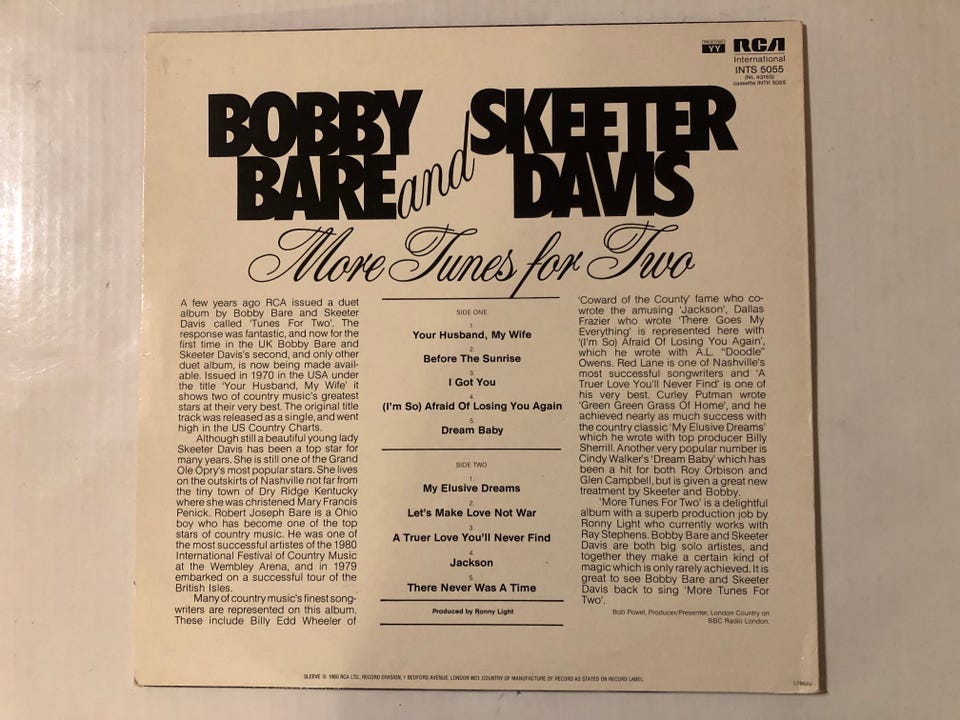 YY
RCA
International
INTS 5055
(NL 43165)
cassette INTK 5055
BOBBY
BARE
and
SKEETER
DAVIS
More Tunes for Two
A few years ago RCA issued a duet
album by Bobby Bare and Skeeter
Davis called 'Tunes For Two'. The
response was fantastic, and now for the
first time in the UK Bobby Bare and
Skeeter Davis's second, and only other
duet album, is now being made avail-
able. Issued in 1970 in the USA under
the title 'Your Husband, My Wife' it
shows two of country music's greatest
stars at their very best. The original title
track was released as a single, and went
high in the US Country Charts.
Although still a beautiful young lady
Skeeter Davis has been a top star for
many years. She is still one of the Grand
Ole Opry's most popular stars. She lives
on the outskirts of Nashville not far from
the tiny town of Dry Ridge Kentucky
where she was christened Mary Francis
Penick. Robert Joseph Bare is a Ohio
boy who has become one of the top
stars of country music. He was one of
the most successful artistes of the 1980
International Festival of Country Music
at the Wembley Arena, and in 1979
embarked on a successful tour of the
British Isles.
Many of country music's finest song-
writers are represented on this album.
These include Billy Edd Wheeler of
SIDE ONE
1.
Your Husband, My Wife
2.
Before The Sunrise
3.
I Got You
4.
(I'm So) Afraid Of Losing You Again
5.
Dream Baby
SIDE TWO
1.
My Elusive Dreams
2.
Let's Make Love Not War
3.
A Truer Love You'll Never Find
4.
Jackson
5.
There Never Was A Time
Produced by Ronny Light
'Coward of the County' fame who co-
wrote the amusing 'Jackson', Dallas
Frazier who wrote 'There Goes My
Everything' is represented here with
'(I'm So) Afraid Of Losing You Again',
which he wrote with A.L. "Doodle"
Owens. Red Lane is one of Nashville's
most successful songwriters and 'A
Truer Love You'll Never Find' is one of
his very best. Curley Putman wrote
'Green Green Grass Of Home', and he
achieved nearly as much success with
the country classic 'My Elusive Dreams'
which he wrote with top producer Billy
Sherrill. Another very popular number is
Cindy Walker's 'Dream Baby' which has
been a hit for both Roy Orbison and
Glen Campbell, but is given a great new
treatment by Skeeter and Bobby.
'More Tunes For Two' is a delightful
album with a superb production job by
Ronny Light who currently works with
Ray Stephens. Bobby Bare and Skeeter
Davis are both big solo artistes, and
together they make a certain kind of
magic which is only rarely achieved. It is
great to see Bobby Bare and Skeeter
Davis back to sing 'More Tunes For
Two'.
Bob Powel, Producer/Presenter, London Country on
BBC Radio London.
SLEEVE © 1980 RCA LTD., RECORD DIVISION, 1 BEDFORD AVENUE, LONDON WC1. COUNTRY OF MANUFACTURE OF RECORD AS STATED ON RECORD LABEL.